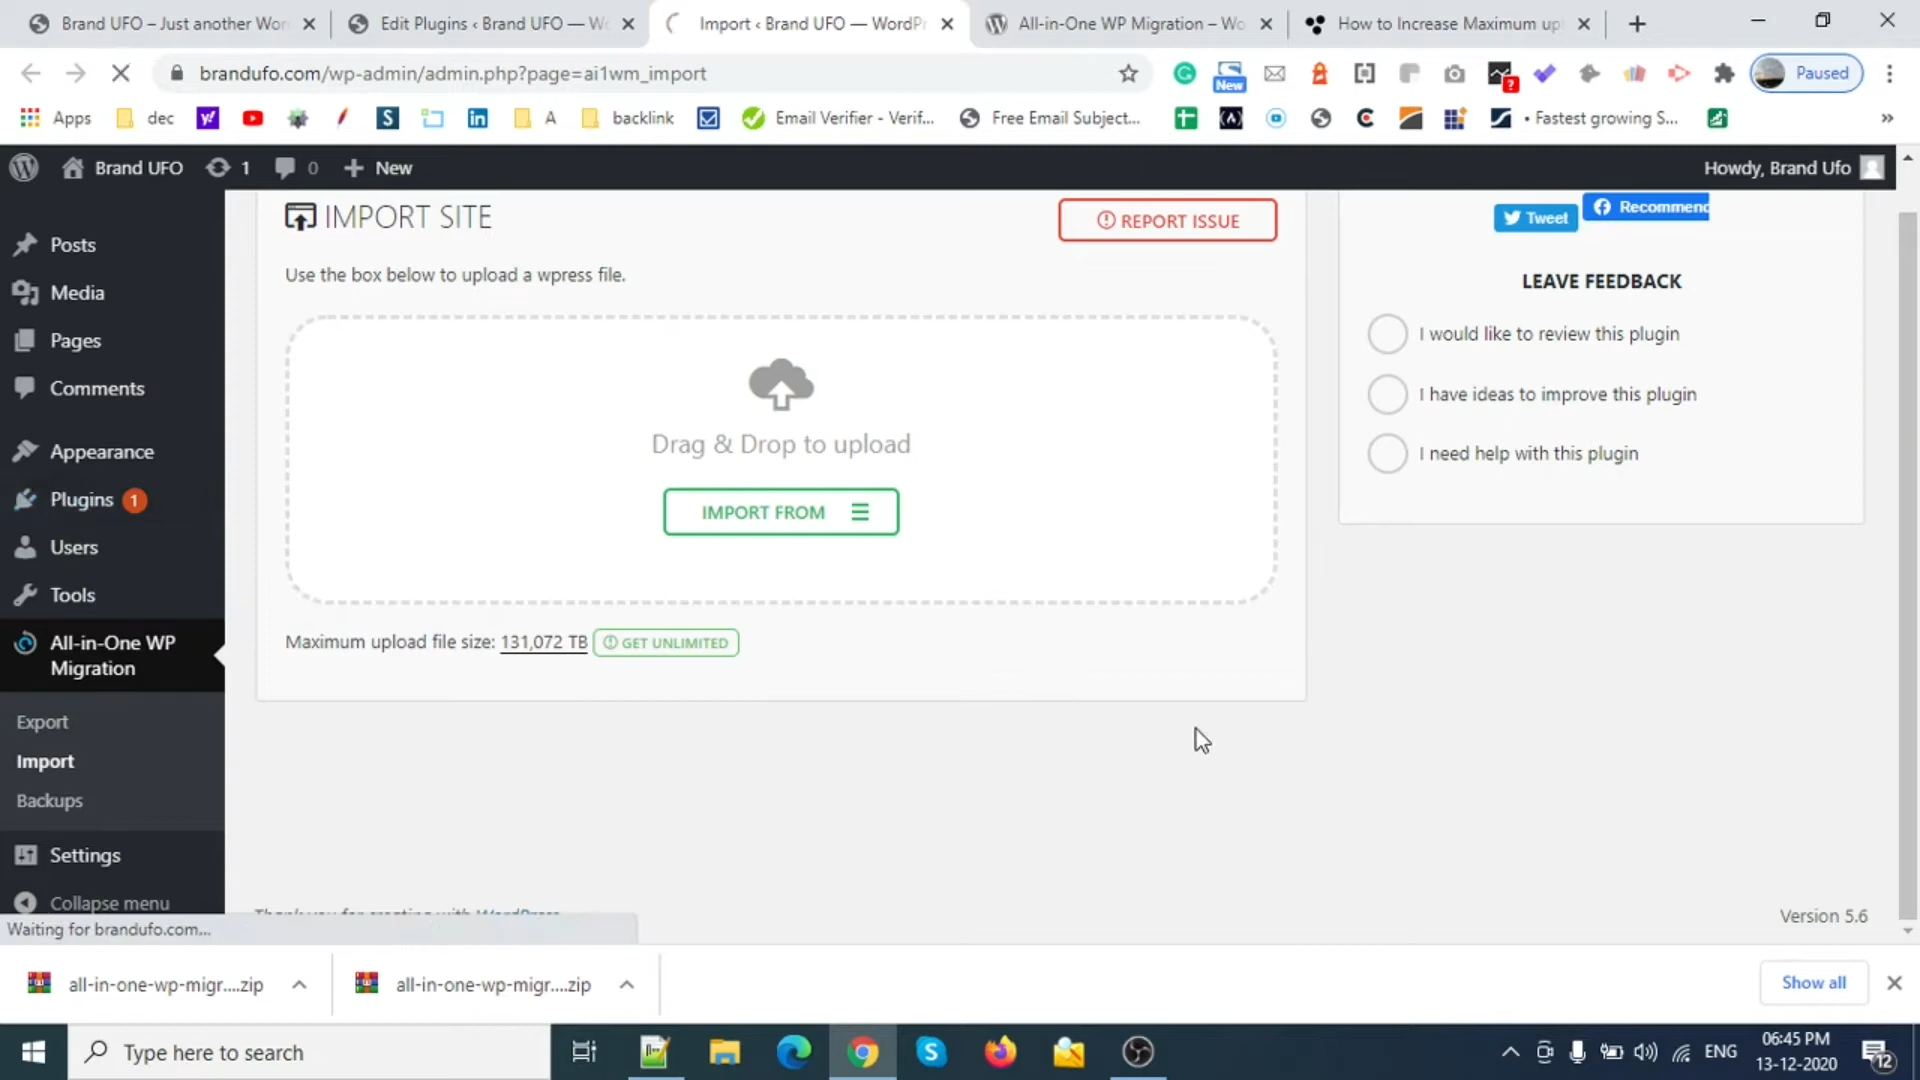 Brand UFO – Just another Wor
Edit Plugins ‹ Brand UFO — Wo
Import ‹ Brand UFO — WordPr
All-in-One WP Migration – Wo
How to Increase Maximum up
brandufo.com/wp-admin/admin.php?page=ai1wm_import
New
Paused
Apps
dec
A
backlink
Email Verifier - Verif...
Free Email Subject...
• Fastest growing S...
»
Brand UFO
1
0
New
Howdy, Brand Ufo
Posts
Media
Pages
Comments
Appearance
Plugins 1
Users
Tools
All-in-One WP
Migration
Export
Import
Backups
Settings
Collapse menu
IMPORT SITE
REPORT ISSUE
Use the box below to upload a wpress file.
Drag & Drop to upload
IMPORT FROM
Maximum upload file size: 131,072 TB
GET UNLIMITED
Tweet
Recommend
LEAVE FEEDBACK
I would like to review this plugin
I have ideas to improve this plugin
I need help with this plugin
Thank you for creating with WordPress
Version 5.6
Waiting for brandufo.com...
all-in-one-wp-migr....zip
all-in-one-wp-migr....zip
Show all
Type here to search
ENG
06:45 PM
13-12-2020
12